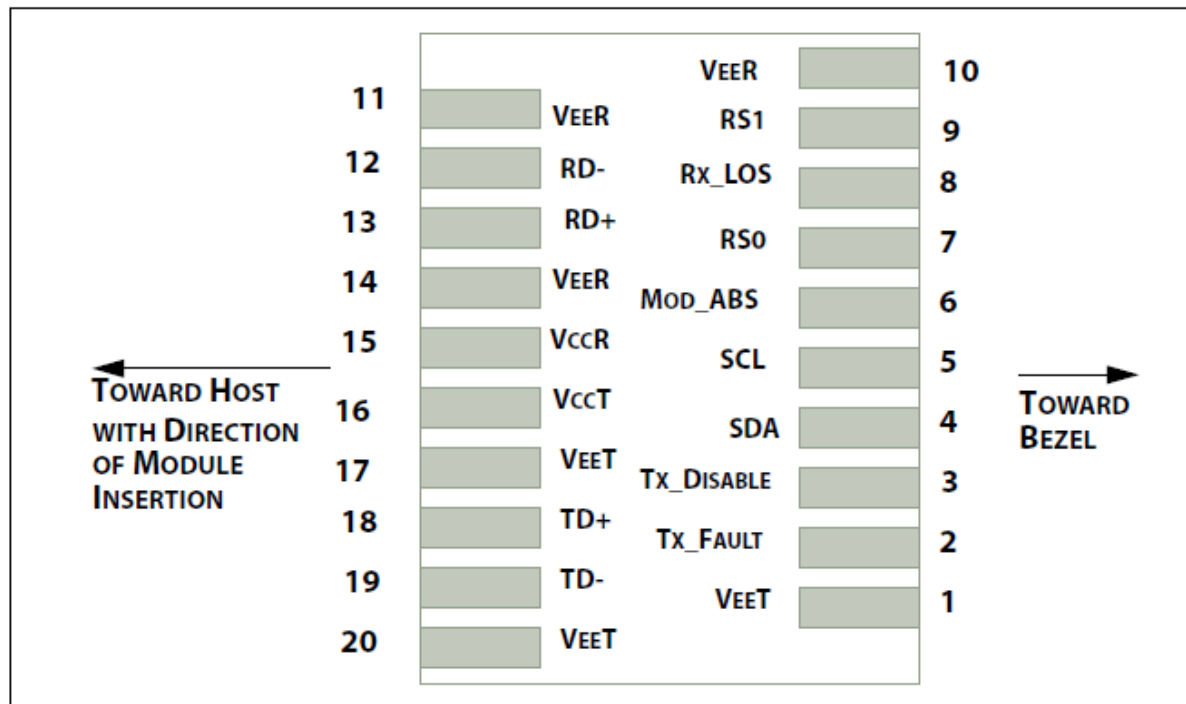 VEER 10
11 VEER
RS1 9
12 RD-
RX_LOS 8
13 RD+
RS0 7
14 VEER
MOD_ABS 6
15 VCCR
SCL 5
TOWARD HOST
WITH DIRECTION
OF MODULE
INSERTION
TOWARD
BEZEL
16 VCCT
SDA 4
17 VEET
TX_DISABLE 3
18 TD+
TX_FAULT 2
19 TD-
VEET 1
20 VEET